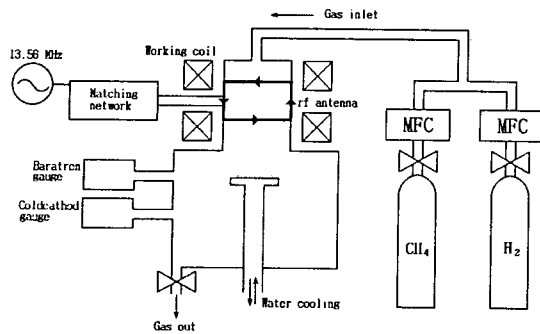 Gas inlet
13.56 MHz
Working coil
Matching
network
rf antenna
MFC
MFC
Baratron
gauge
Coldcathod
gauge
CH₄
H₂
Water cooling
Gas out